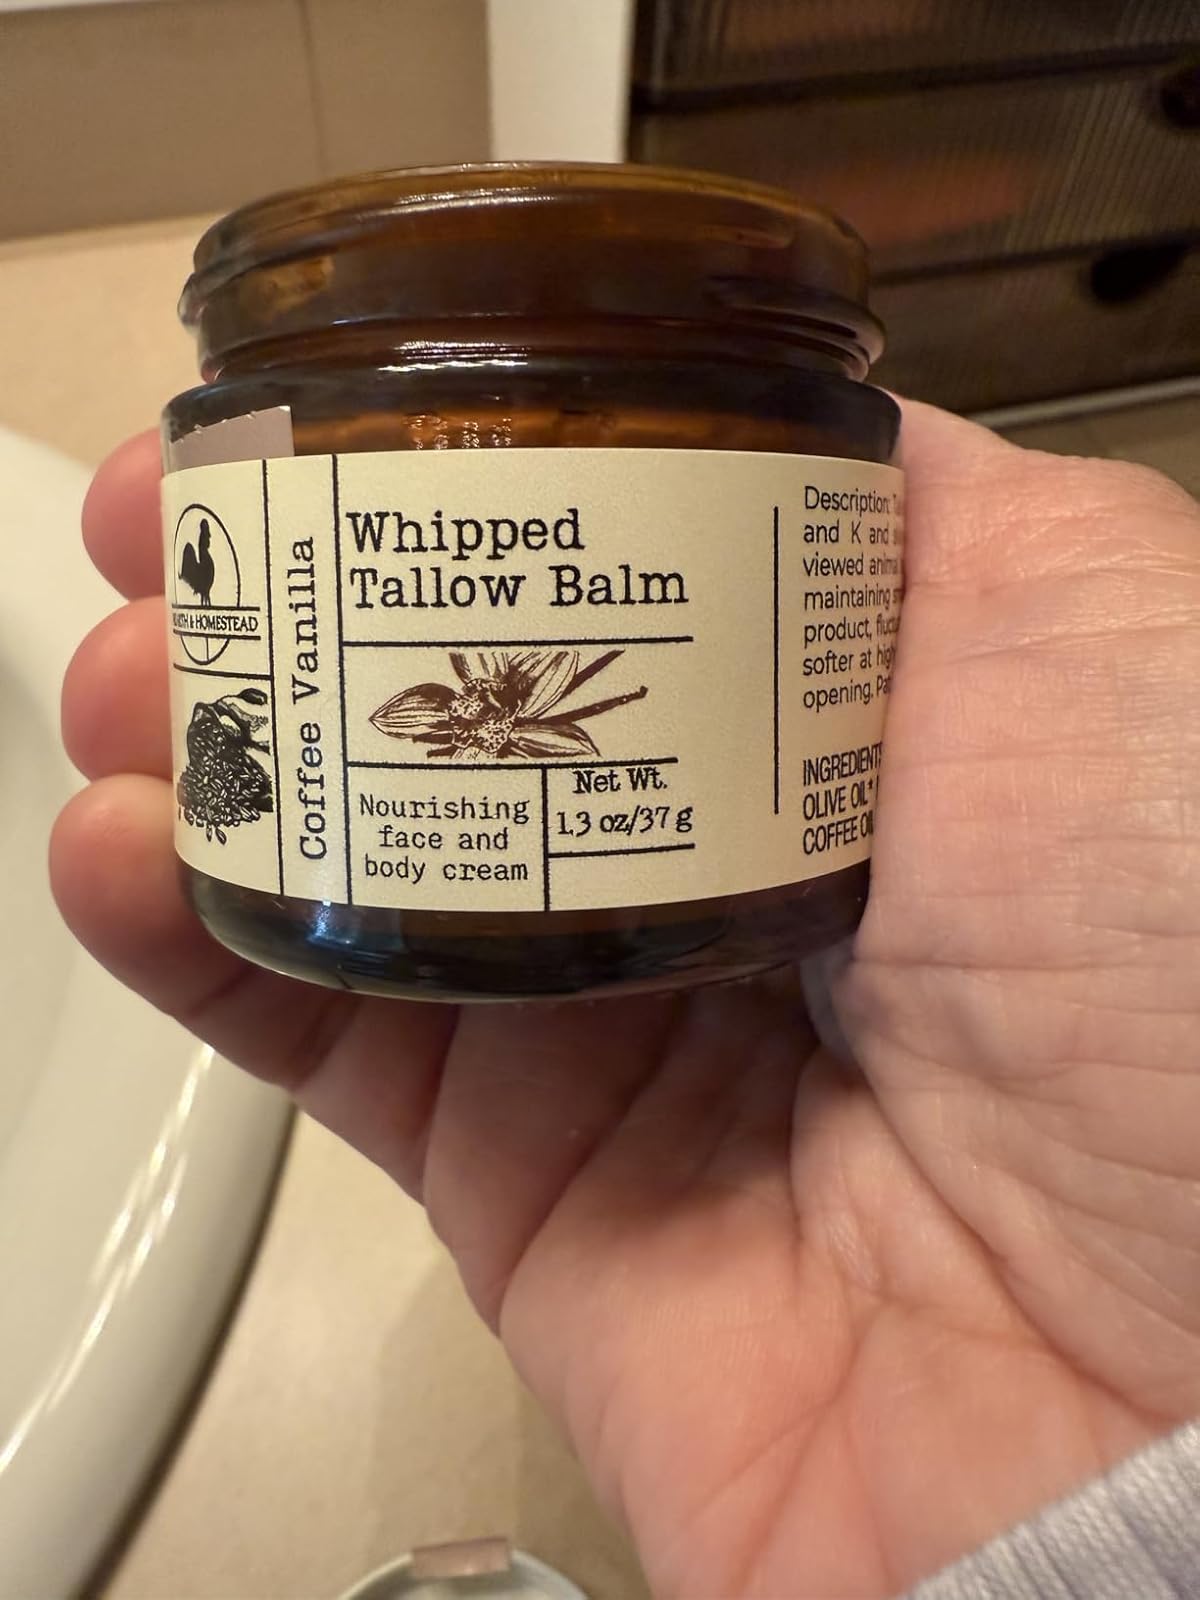 & HOMESTEAD
Coffee Vanilla
Whipped
Tallow Balm
Nourishing
face and
body cream
Net Wt.
1.3 oz/37 g
Description:
and K and
viewed animal
maintaining
product,
softer at
opening.
INGREDIENTS
OLIVE OIL*
COFFEE OIL